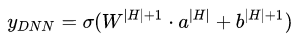 y_{DNN} = σ(W^{|H|+1} · a^{|H|} + b^{|H|+1})